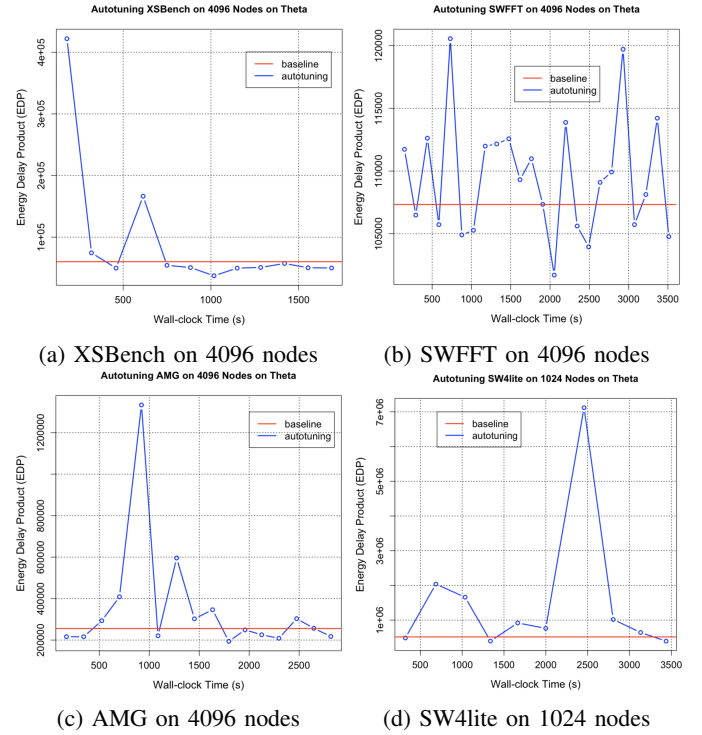 Autotuning XSBench on 4096 Nodes on Theta
Energy Delay Product (EDP)
4e+05
3e+05
2e+05
1e+05
baseline
autotuning
500 1000 1500
Wall-clock Time (s)
(a) XSBench on 4096 nodes
Autotuning SWFFT on 4096 Nodes on Theta
Energy Delay Product (EDP)
120000
115000
110000
105000
baseline
autotuning
500 1000 1500 2000 2500 3000 3500
Wall-clock Time (s)
(b) SWFFT on 4096 nodes
Autotuning AMG on 4096 Nodes on Theta
Energy Delay Product (EDP)
1200000
800000
600000
400000
200000
baseline
autotuning
500 1000 1500 2000 2500
Wall-clock Time (s)
(c) AMG on 4096 nodes
Autotuning SW4lite on 1024 Nodes on Theta
Energy Delay Product (EDP)
7e+06
5e+06
3e+06
1e+06
baseline
autotuning
500 1000 1500 2000 2500 3000 3500
Wall-clock Time (s)
(d) SW4lite on 1024 nodes